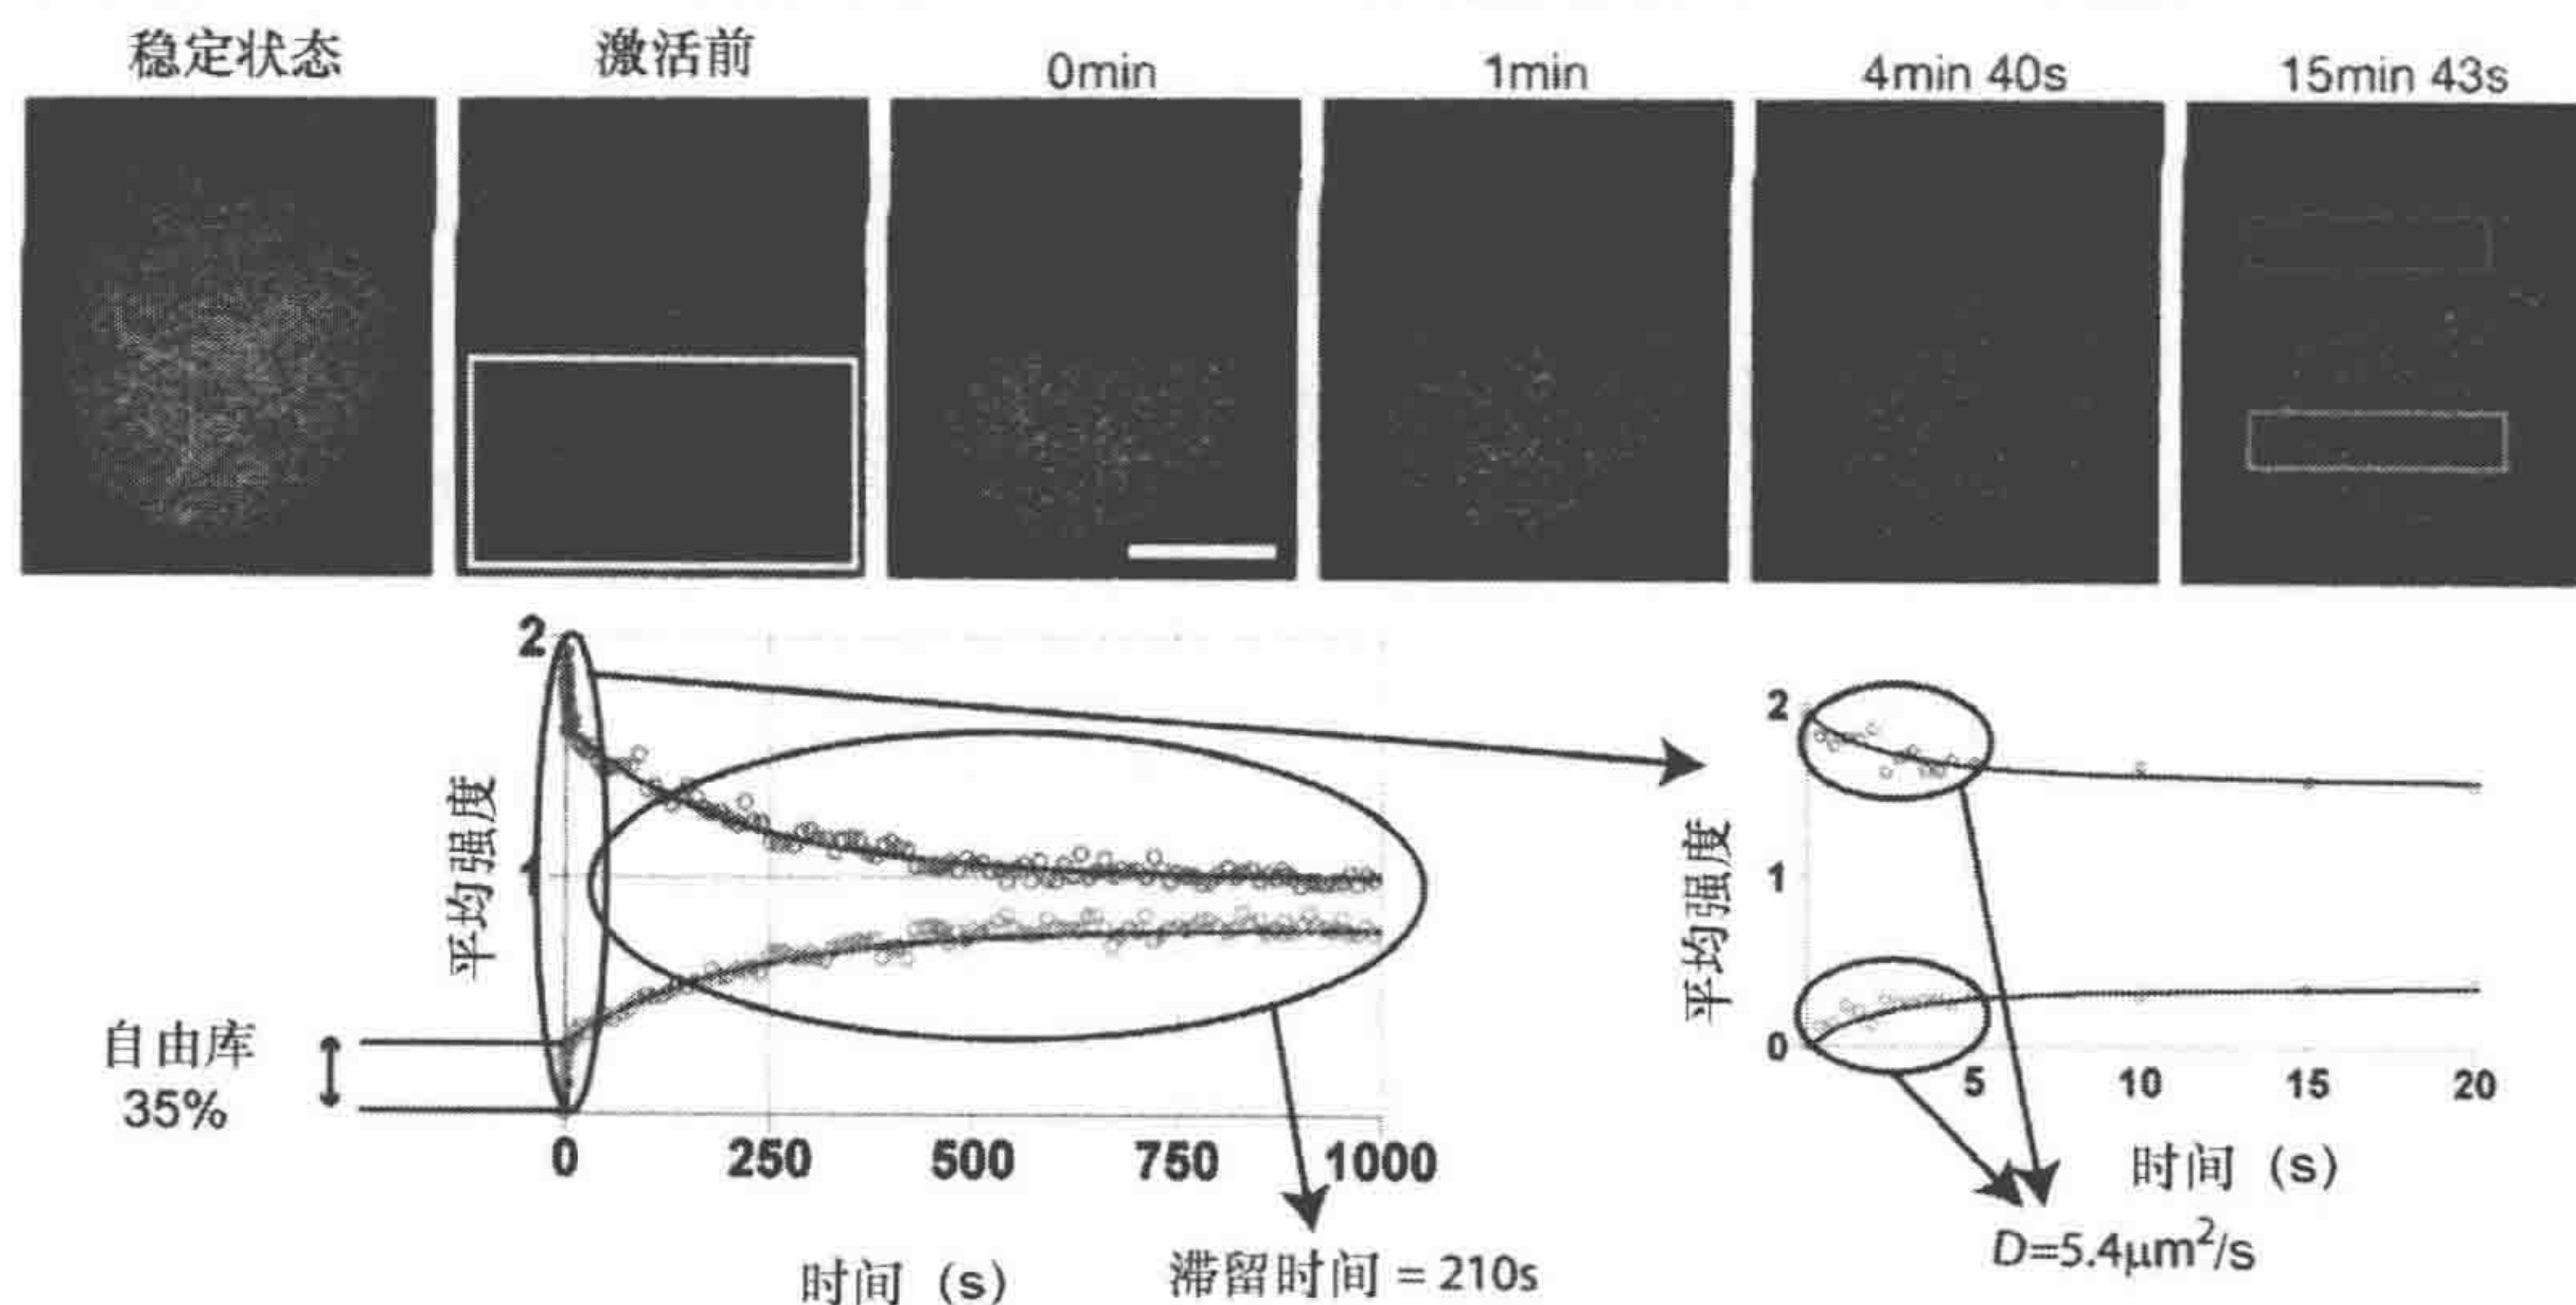 稳定状态
激活前
0min
1min
4min 40s
15min 43s
2
1
平均强度
自由库
35%
0
250
500
750
1000
时间 (s)
滞留时间 = 210s
2
1
0
平均强度
5
10
15
20
时间 (s)
D=5.4μm²/s